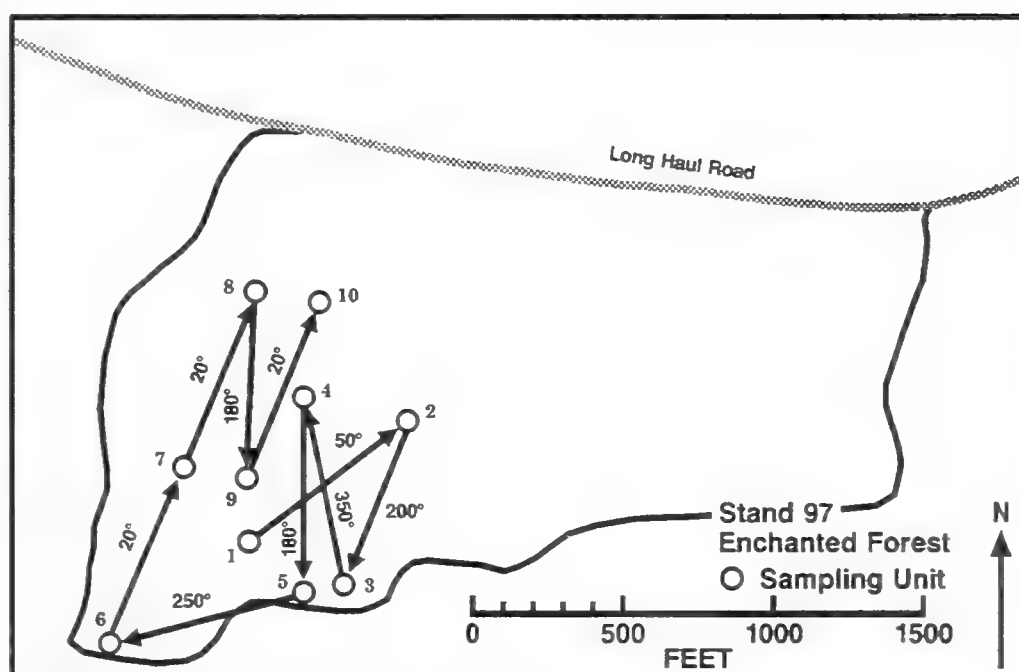 Long Haul Road
8
10
20°
20°
180°
4
2
50°
7
9
350°
200°
20°
1
180°
Stand 97
Enchanted Forest
Sampling Unit
N
5
3
250°
6
0 500 1000 1500
FEET